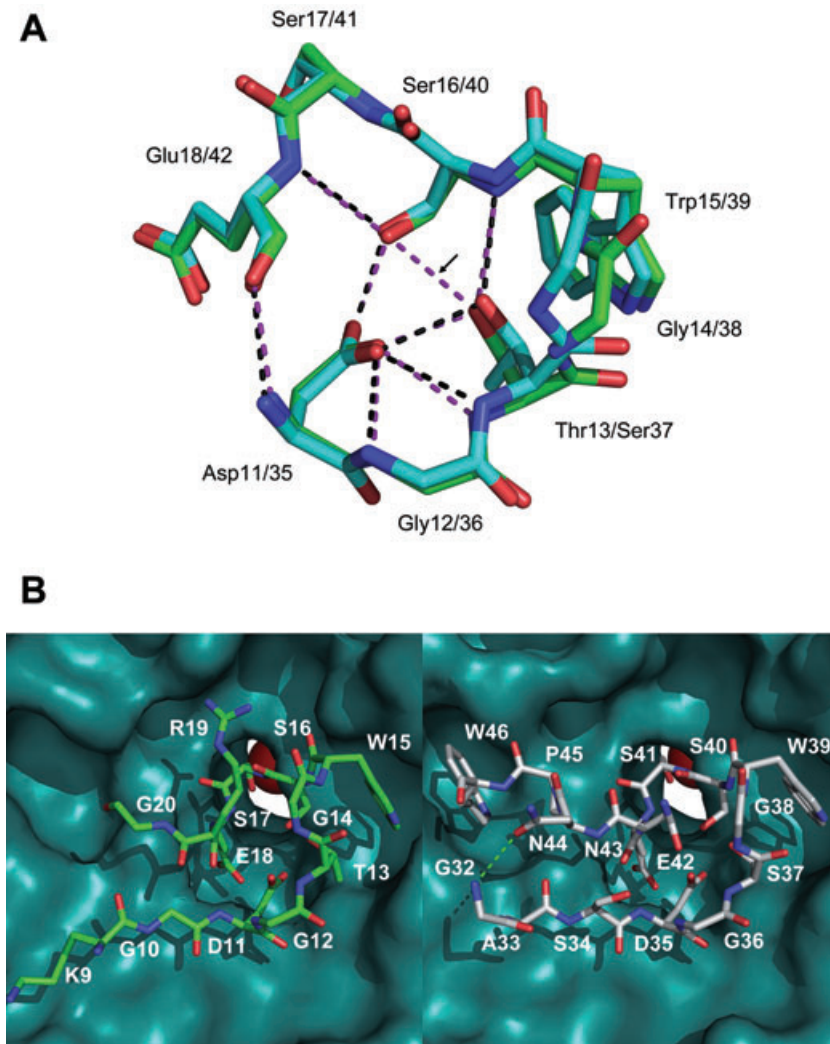 A
Ser17/41
Ser16/40
Glu18/42
Trp15/39
Gly14/38
Thr13/Ser37
Asp11/35
Gly12/36
B
R19
S16
W15
G20
S17
G14
E18
T13
K9
G10
D11
G12
W46
P45
S41
S40
W39
G38
N44
N43
E42
G32
S37
A33
S34
D35
G36